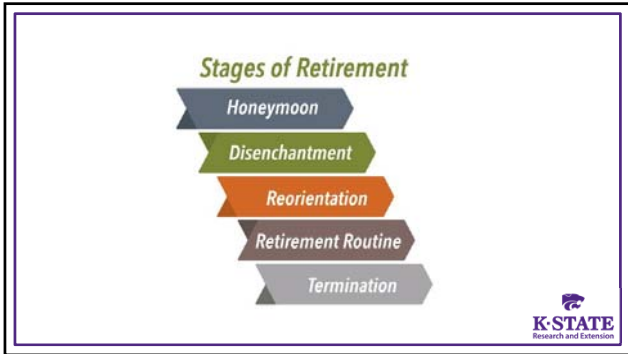 Stages of Retirement
Honeymoon
Disenchantment
Reorientation
Retirement Routine
Termination
K·STATE
Research and Extension